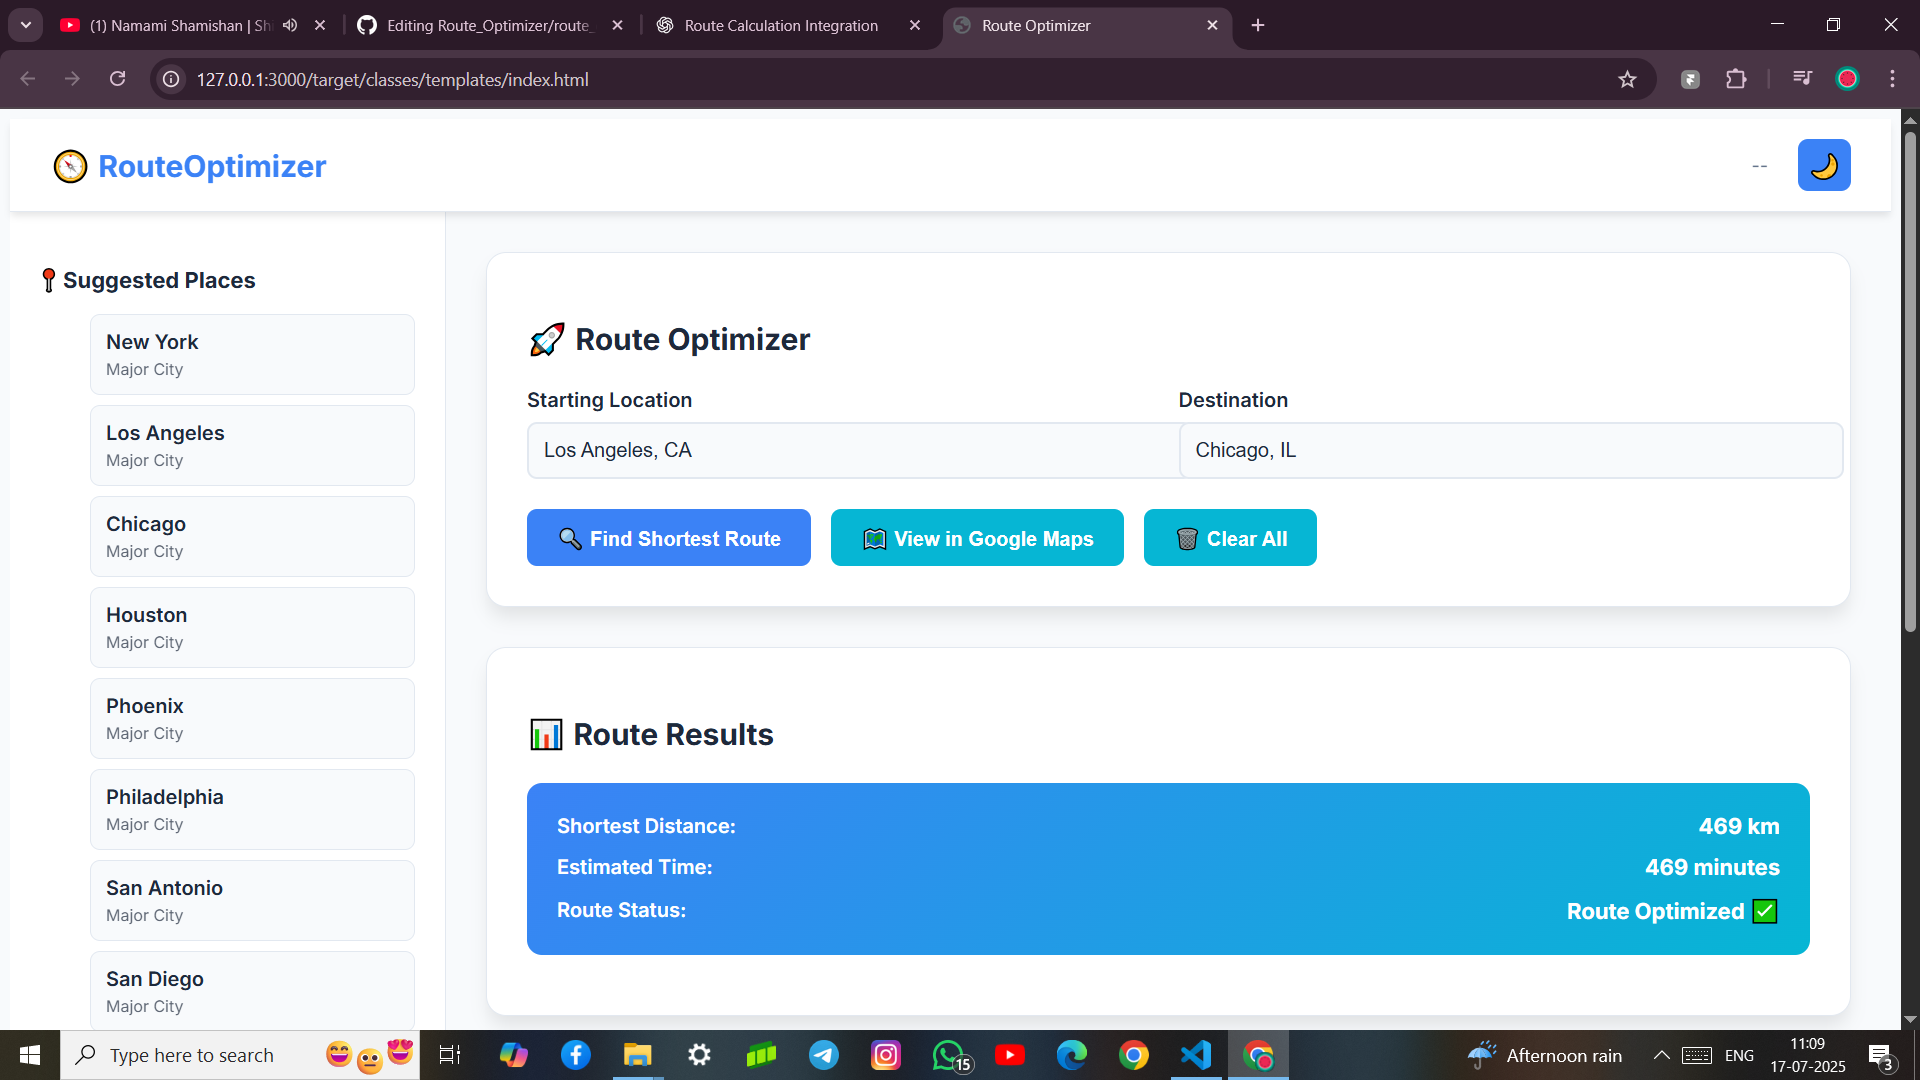 (1) Namami Shamishan | Shi
Editing Route_Optimizer/route_
Route Calculation Integration
Route Optimizer
127.0.0.1:3000/target/classes/templates/index.html
RouteOptimizer
--
Suggested Places
New York
Major City
Los Angeles
Major City
Chicago
Major City
Houston
Major City
Phoenix
Major City
Philadelphia
Major City
San Antonio
Major City
San Diego
Major City
Route Optimizer
Starting Location
Destination
Los Angeles, CA
Chicago, IL
Find Shortest Route
View in Google Maps
Clear All
Route Results
Shortest Distance:
469 km
Estimated Time:
469 minutes
Route Status:
Route Optimized ✅
Type here to search
15
Afternoon rain
ENG
11:09
17-07-2025
3